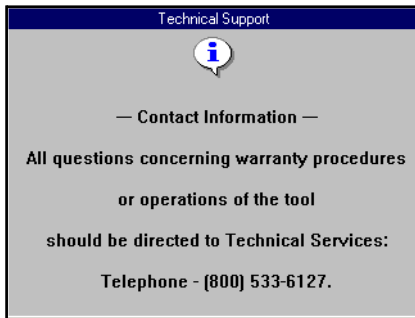 Technical Support
i
— Contact Information —
All questions concerning warranty procedures
or operations of the tool
should be directed to Technical Services:
Telephone - (800) 533-6127.